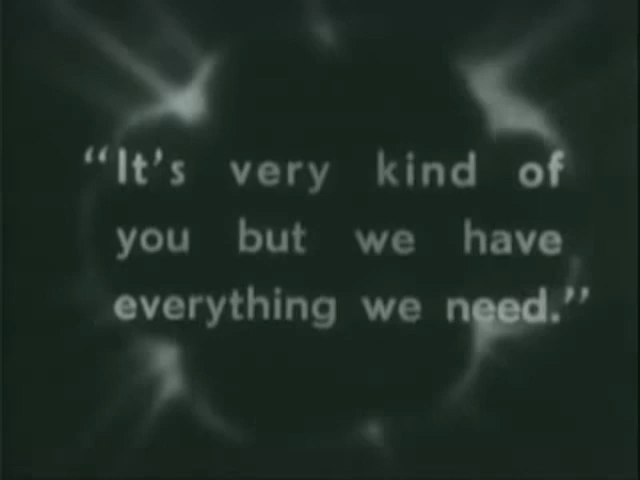 “It's very kind of
you but we have
everything we need.”